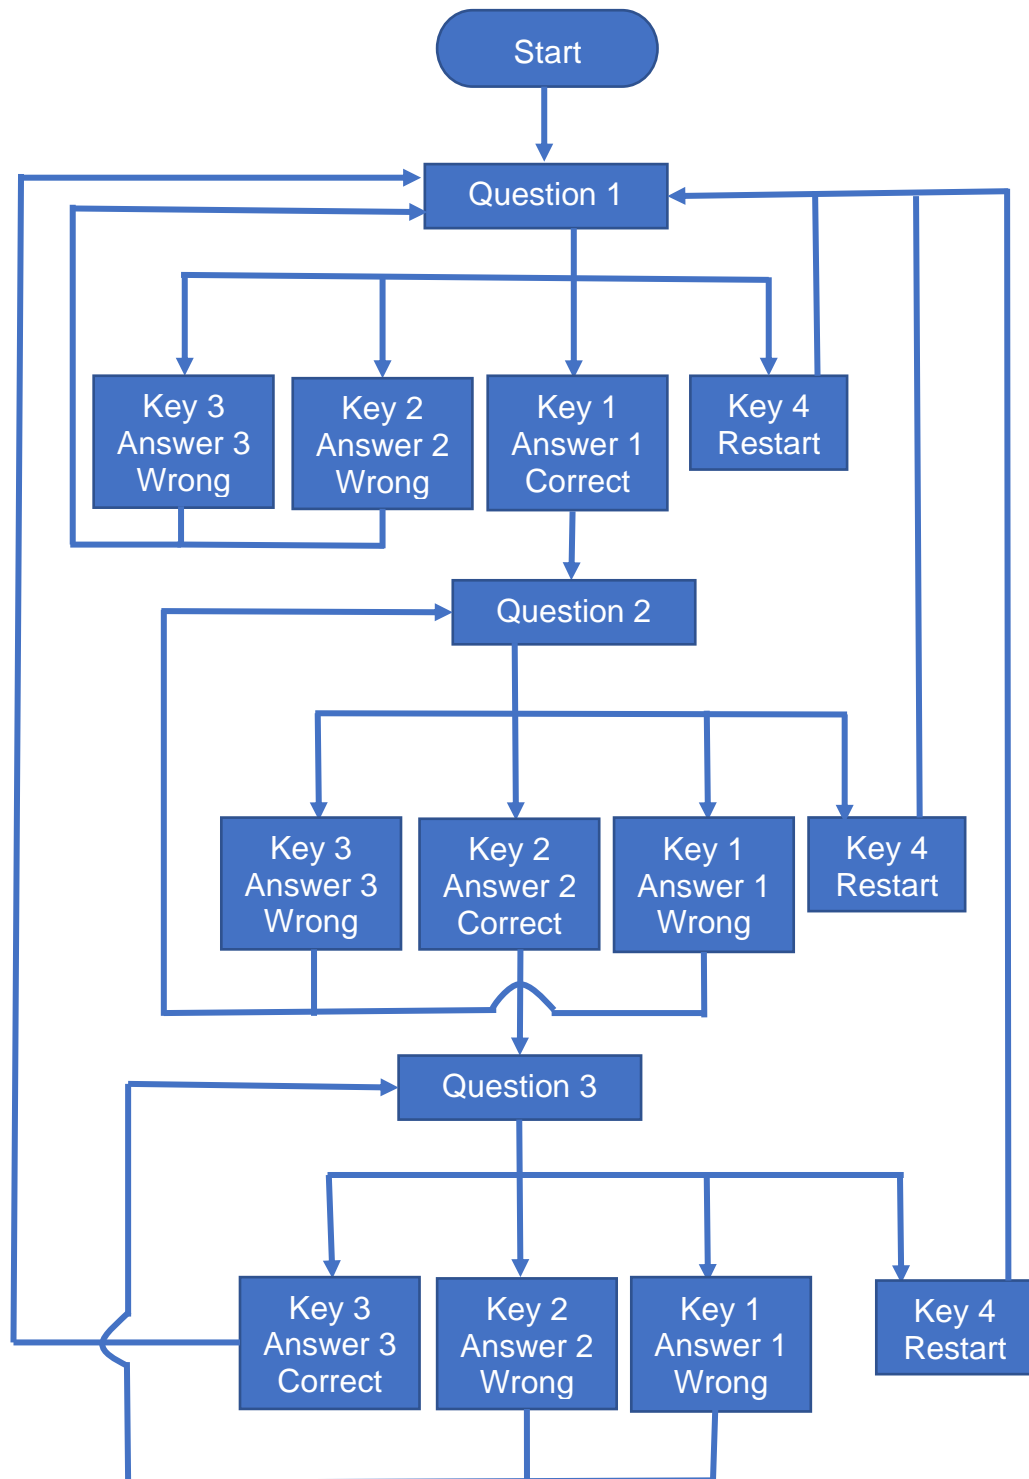 Start
Question 1
Key 3
Answer 3
Wrong
Key 2
Answer 2
Wrong
Key 1
Answer 1
Correct
Key 4
Restart
Question 2
Key 3
Answer 3
Wrong
Key 2
Answer 2
Correct
Key 1
Answer 1
Wrong
Key 4
Restart
Question 3
Key 3
Answer 3
Correct
Key 2
Answer 2
Wrong
Key 1
Answer 1
Wrong
Key 4
Restart